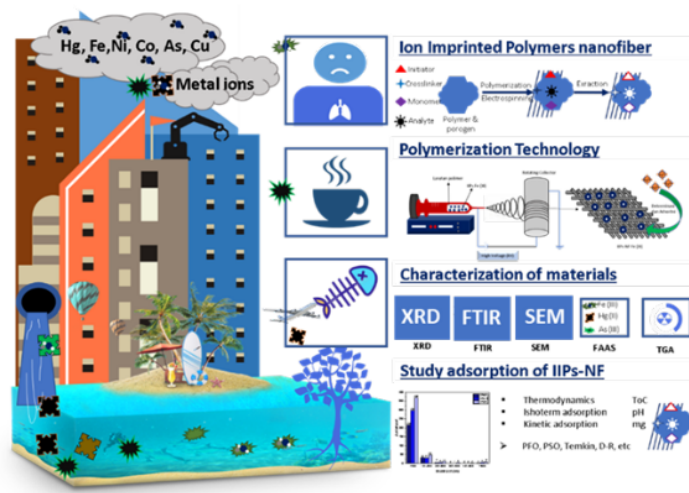 Hg, Fe,Ni, Co, As, Cu
Metal ions
Ion Imprinted Polymers nanofiber
Initiator
Crosslinker
Monomer
Analyte
Polymer &
porogen
Polymerization
Electrospinning
Extraction
Polymerization Technology
Characterization of materials
XRD
FTIR
SEM
Fe (III)
Hg (II)
As (III)
XRD
FTIR
SEM
FAAS
TGA
Study adsorption of IIPs-NF
Thermodynamics ToC
Ishoterm adsorption pH
Kinetic adsorption mg
PFO, PSO, Temkin, D-R, etc